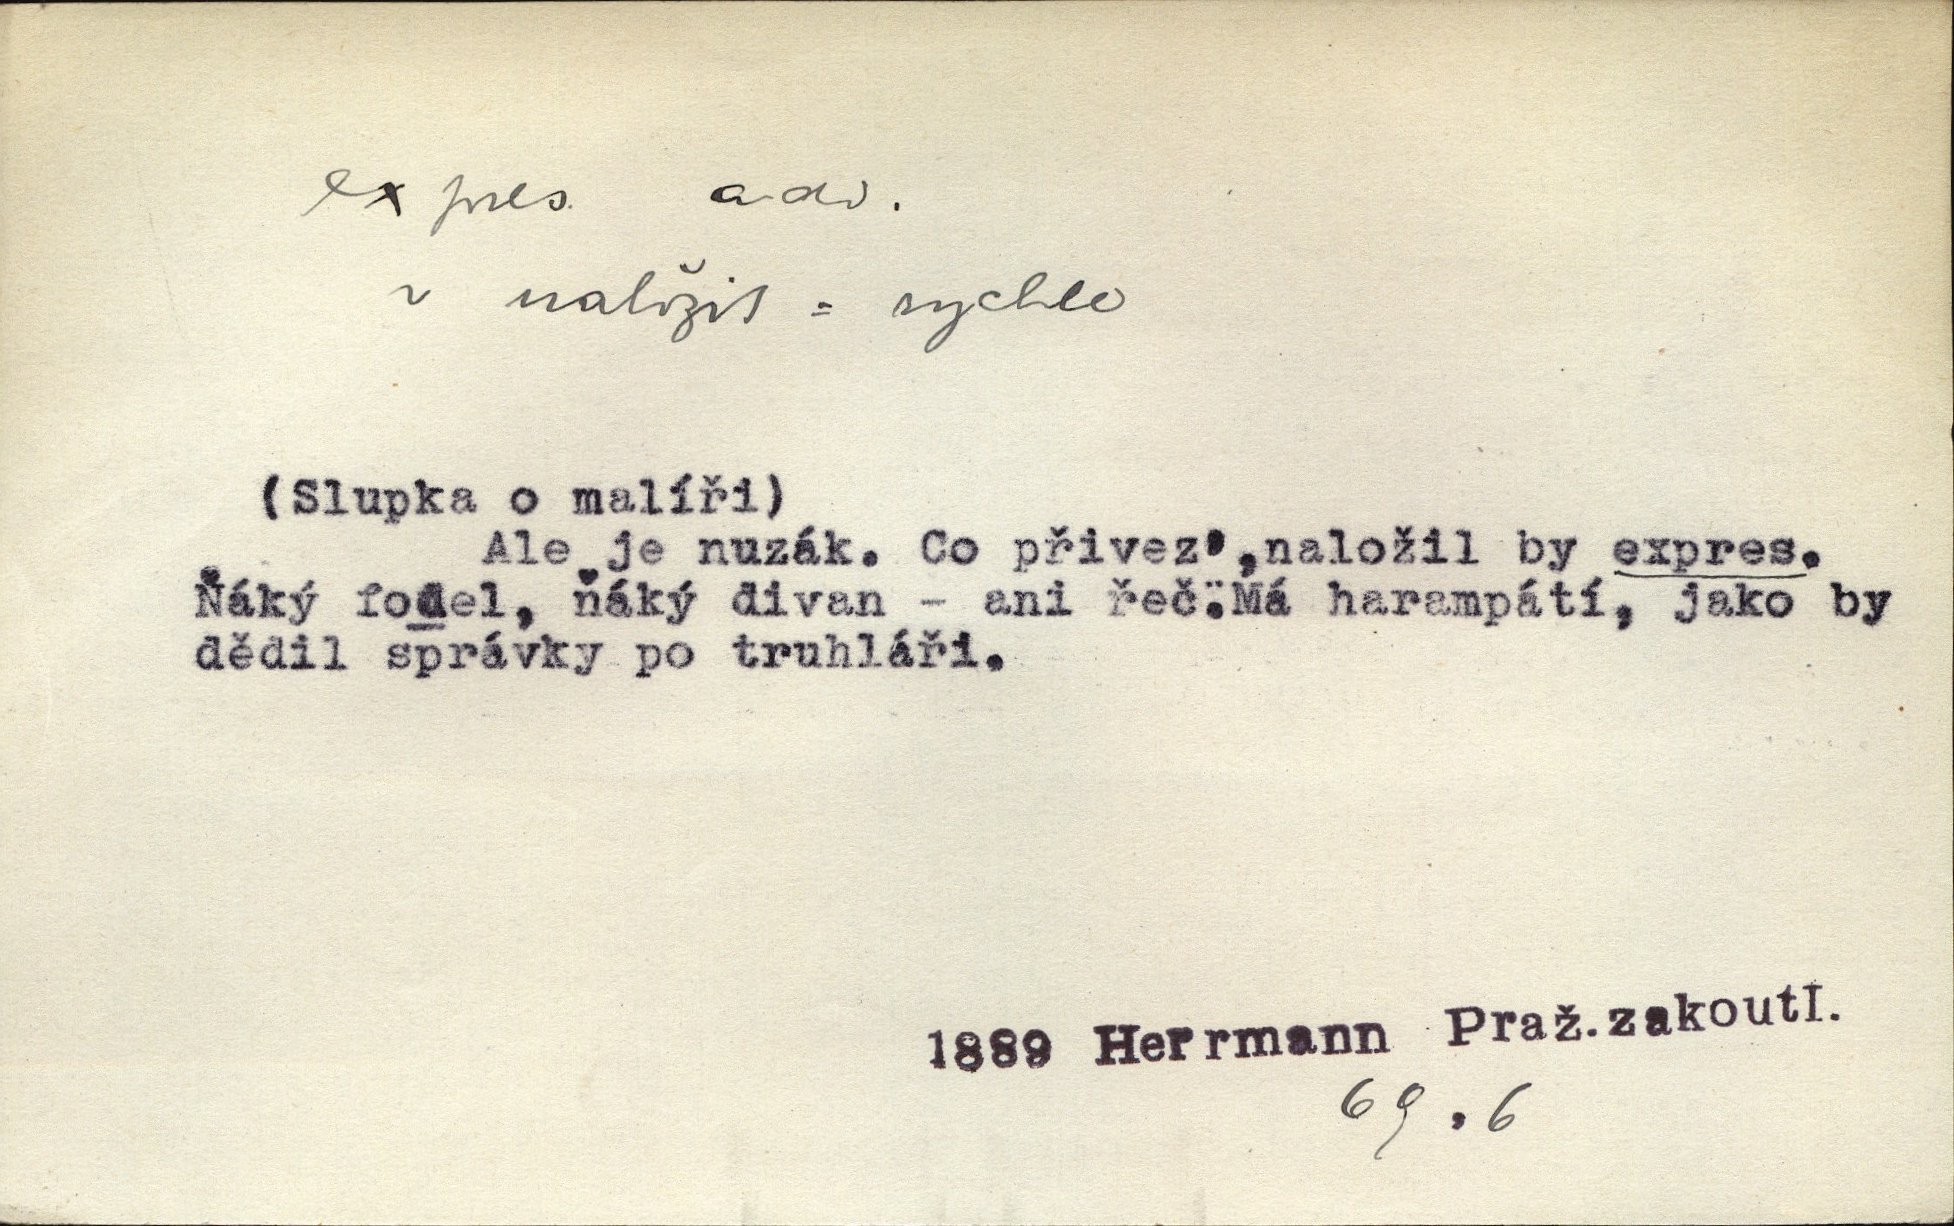 expres adv.
~ naložit = rychle
(Slupka o malíři)
Ale je nuzák. Co přivez', naložil by expres.
Ňáký fodel, ňáký divan - ani řeč. Má harampátí, jako by
dědil správky po truhláři.
1889 Herrmann Praž.zakoutI.
69,6